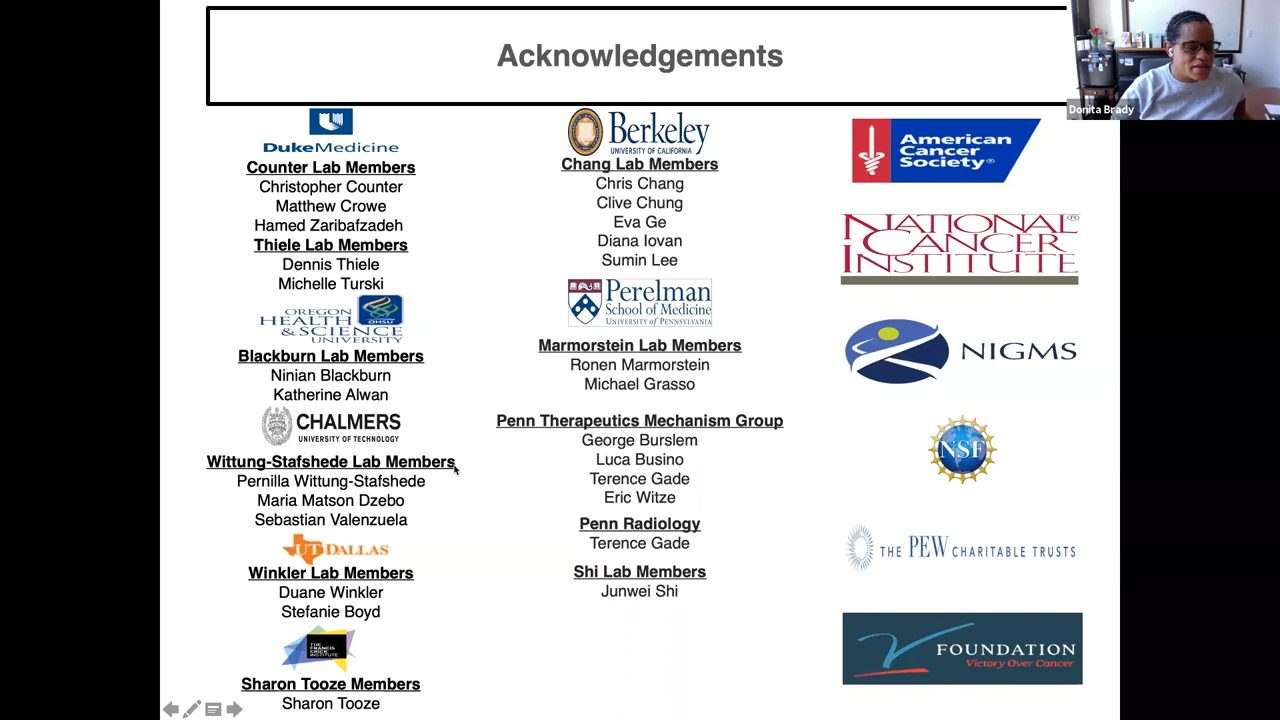 Acknowledgements
Donita Brady
DukeMedicine
Counter Lab Members
Christopher Counter
Matthew Crowe
Hamed Zaribafzadeh
Thiele Lab Members
Dennis Thiele
Michelle Turski
OREGON
HEALTH
& SCIENCE
UNIVERSITY
OHSU
Blackburn Lab Members
Ninian Blackburn
Katherine Alwan
CHALMERS
UNIVERSITY OF TECHNOLOGY
Wittung-Stafshede Lab Members
Pernilla Wittung-Stafshede
Maria Matson Dzebo
Sebastian Valenzuela
UT DALLAS
Winkler Lab Members
Duane Winkler
Stefanie Boyd
THE
FRANCIS
CRICK
INSTITUTE
Sharon Tooze Members
Sharon Tooze
Berkeley
UNIVERSITY OF CALIFORNIA
Chang Lab Members
Chris Chang
Clive Chung
Eva Ge
Diana Iovan
Sumin Lee
Perelman
School of Medicine
UNIVERSITY of PENNSYLVANIA
Marmorstein Lab Members
Ronen Marmorstein
Michael Grasso
Penn Therapeutics Mechanism Group
George Burslem
Luca Busino
Terence Gade
Eric Witze
Penn Radiology
Terence Gade
Shi Lab Members
Junwei Shi
American
Cancer
Society®
NATIONAL®
CANCER
INSTITUTE
NIGMS
NSF
THE PEW CHARITABLE TRUSTS
V FOUNDATION
Victory Over Cancer